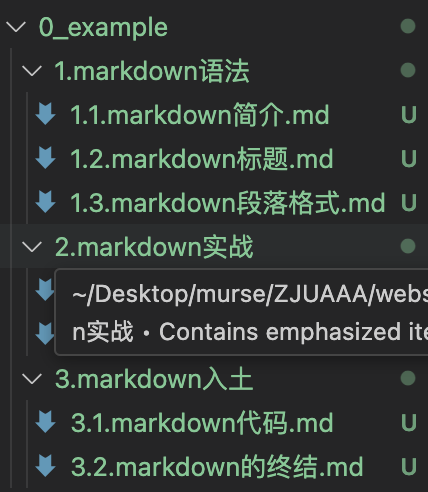 0_example
1.markdown语法
1.1.markdown简介.md U
1.2.markdown标题.md U
1.3.markdown段落格式.md U
2.markdown实战
~/Desktop/murse/ZJUAAA/webs
n实战 • Contains emphasized ite
3.markdown入土
3.1.markdown代码.md U
3.2.markdown的终结.md U